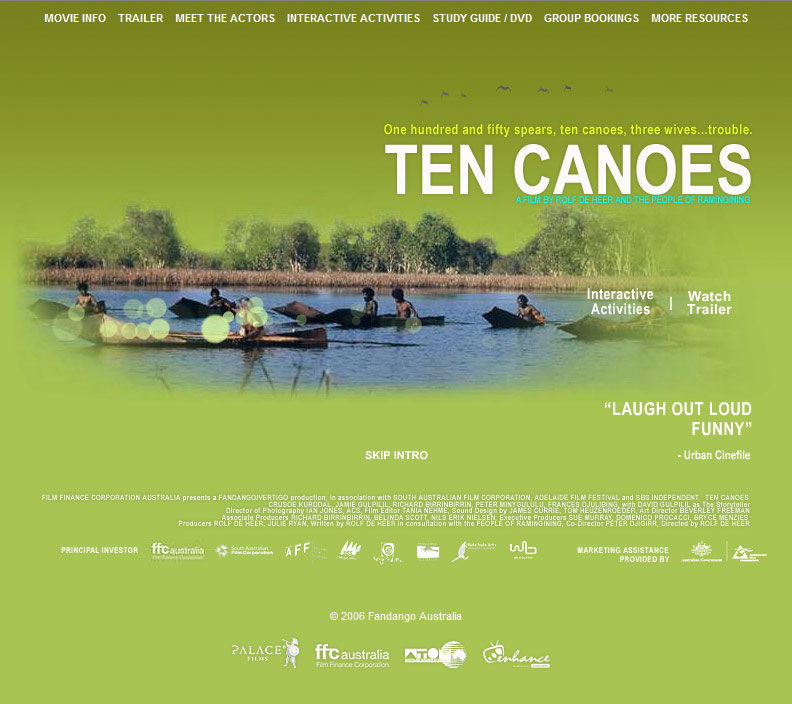 MOVIE INFO TRAILER MEET THE ACTORS INTERACTIVE ACTIVITIES STUDY GUIDE / DVD GROUP BOOKINGS MORE RESOURCES
One hundred and fifty spears, ten canoes, three wives...trouble.
TEN CANOES
A FILM BY ROLF DE HEER AND THE PEOPLE OF RAMINGINING
Interactive Activities | Watch Trailer
“LAUGH OUT LOUD
FUNNY”
- Urban Cinefile
SKIP INTRO
FILM FINANCE CORPORATION AUSTRALIA presents a FANDANGO/VERTIGO production, in association with SOUTH AUSTRALIAN FILM CORPORATION, ADELAIDE FILM FESTIVAL and SBS INDEPENDENT TEN CANOES
CRUSOE KURDDAL, JAMIE GULPILIL, RICHARD BIRRINBIRRIN, PETER MINYGULULU, FRANCES DJULIBING, with DAVID GULPILIL as The Storyteller
Director of Photography IAN JONES, ACS, Film Editor TANIA NEHME, Sound Design by JAMES CURRIE, TOM HEUZENROEDER, Art Director BEVERLEY FREEMAN
Associate Producers RICHARD BIRRINBIRRIN, BELINDA SCOTT, NILS ERIK NIELSEN, Executive Producers SUE MURRAY, DOMENICO PROCACCI, BRYCE MENZIES,
Producers ROLF DE HEER, JULIE RYAN, Written by ROLF DE HEER in consultation with the PEOPLE OF RAMINGINING, Co-Director PETER DJIGIRR, Directed by ROLF DE HEER
PRINCIPAL INVESTOR
ffc australia
Film Finance Corporation
South Australian
Film Corporation
AFF
MARKETING ASSISTANCE
PROVIDED BY
Australian Government
© 2006 Fandango Australia
PALACE
FILMS
ffc australia
Film Finance Corporation
ATOM
enhance